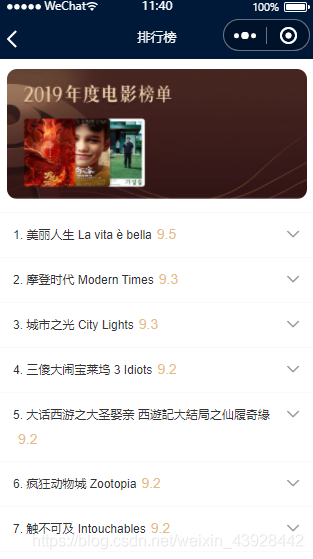 WeChat 11:40 100%
排行榜
2019年度电影榜单
1. 美丽人生 La vita è bella 9.5
2. 摩登时代 Modern Times 9.3
3. 城市之光 City Lights 9.3
4. 三傻大闹宝莱坞 3 Idiots 9.2
5. 大话西游之大圣娶亲 西遊記大結局之仙履奇緣
9.2
6. 疯狂动物城 Zootopia 9.2
7. 触不可及 Intouchables 9.2
https://blog.csdn.net/weixin_43928442